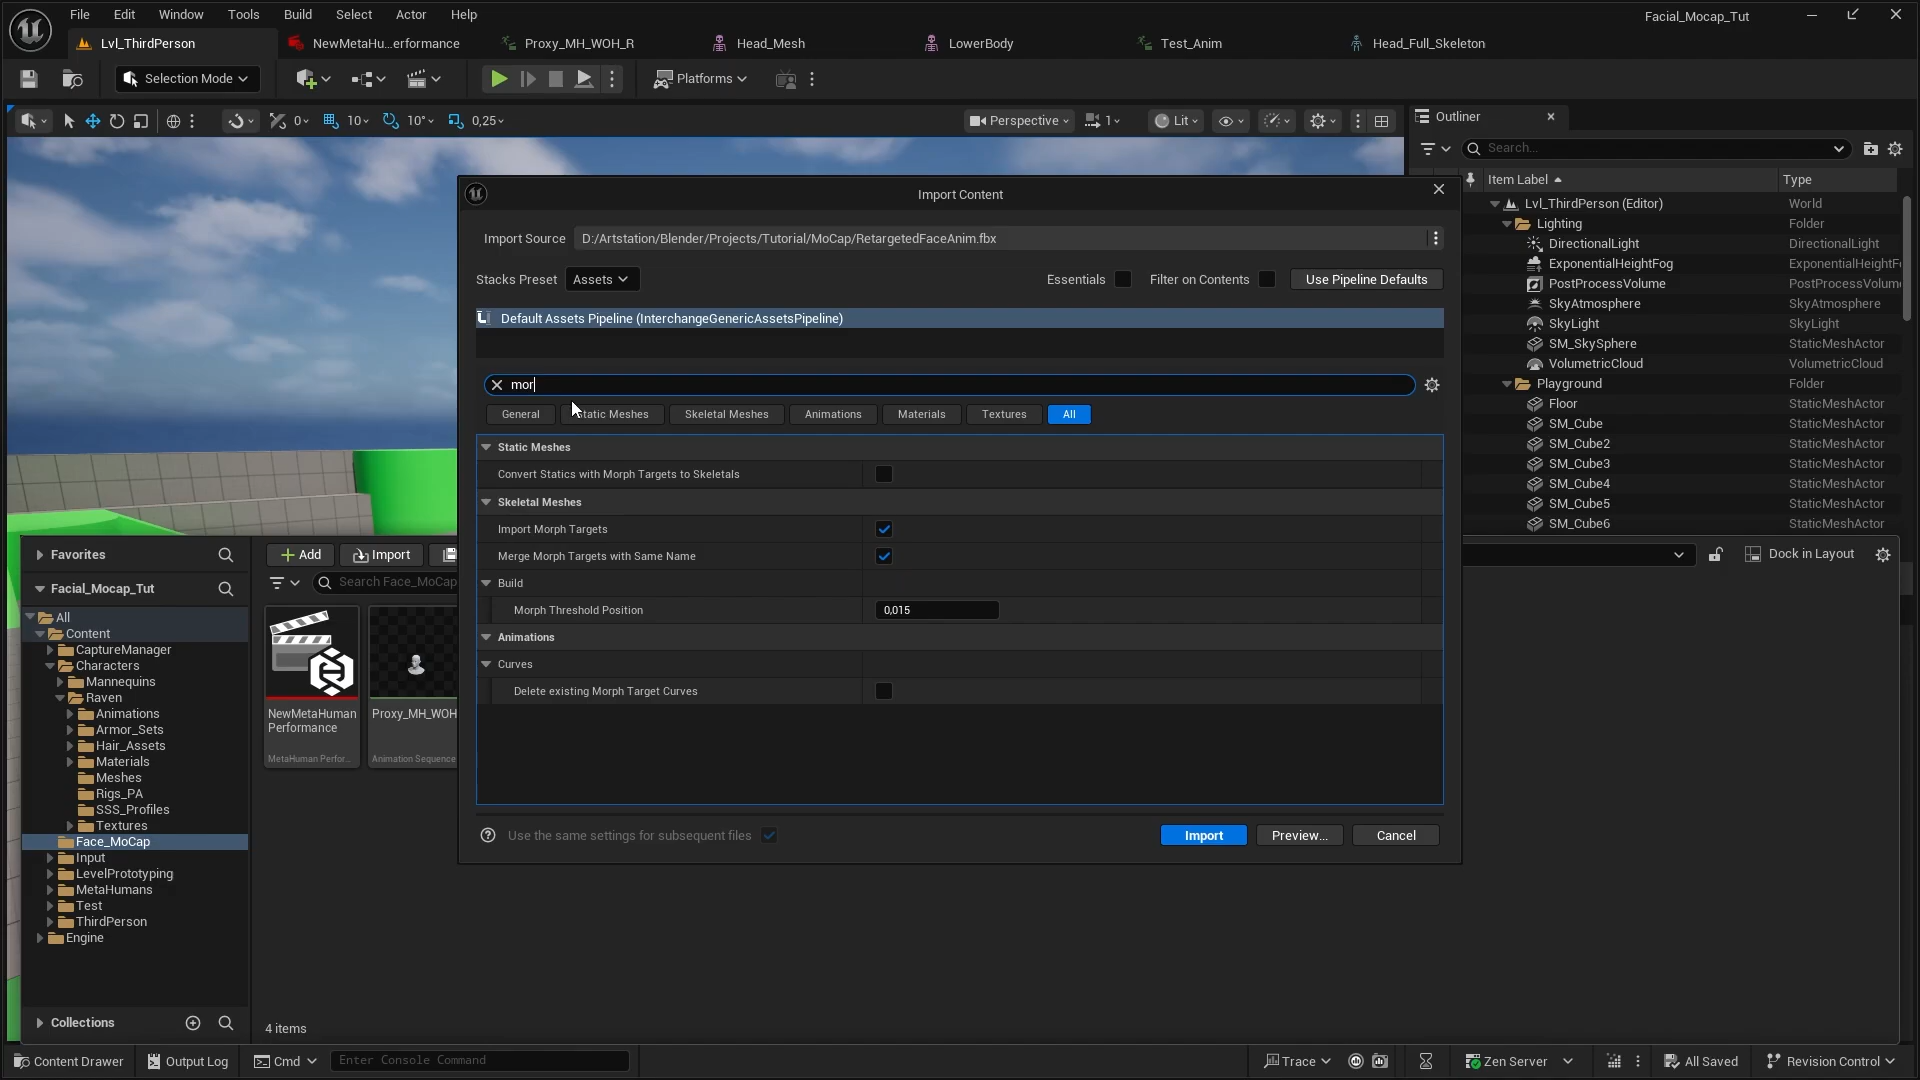 File Edit Window Tools Build Select Actor Help
Facial_Mocap_Tut
Lvl_ThirdPerson
NewMetaHu...erformance
Proxy_MH_WOH_R
Head_Mesh
LowerBody
Test_Anim
Head_Full_Skeleton
Selection Mode
Platforms
0
10
10°
0,25
Perspective
1
Lit
Outliner
Search...
Item Label Type
Lvl_ThirdPerson (Editor) World
Lighting Folder
DirectionalLight DirectionalLight
ExponentialHeightFog ExponentialHeightF
PostProcessVolume PostProcessVolum
SkyAtmosphere SkyAtmosphere
SkyLight SkyLight
SM_SkySphere StaticMeshActor
VolumetricCloud VolumetricCloud
Playground Folder
Floor StaticMeshActor
SM_Cube StaticMeshActor
SM_Cube2 StaticMeshActor
SM_Cube3 StaticMeshActor
SM_Cube4 StaticMeshActor
SM_Cube5 StaticMeshActor
SM_Cube6 StaticMeshActor
Dock in Layout
Import Content
Import Source D:/Artstation/Blender/Projects/Tutorial/MoCap/RetargetedFaceAnim.fbx
Stacks Preset Assets Essentials Filter on Contents Use Pipeline Defaults
Default Assets Pipeline (InterchangeGenericAssetsPipeline)
mor
General Static Meshes Skeletal Meshes Animations Materials Textures All
Static Meshes
Convert Statics with Morph Targets to Skeletals
Skeletal Meshes
Import Morph Targets
Merge Morph Targets with Same Name
Build
Morph Threshold Position 0,015
Animations
Curves
Delete existing Morph Target Curves
Use the same settings for subsequent files
Import Preview... Cancel
Favorites
Facial_Mocap_Tut
All
Content
CaptureManager
Characters
Mannequins
Raven
Animations
Armor_Sets
Hair_Assets
Materials
Meshes
Rigs_PA
SSS_Profiles
Textures
Face_MoCap
Input
LevelPrototyping
MetaHumans
Test
ThirdPerson
Engine
Collections
Add Import
Search Face_MoCap
NewMetaHuman
Performance
MetaHuman Perfor...
Proxy_MH_WOH
Animation Sequence
4 items
Content Drawer Output Log Cmd Enter Console Command
Trace Zen Server All Saved Revision Control